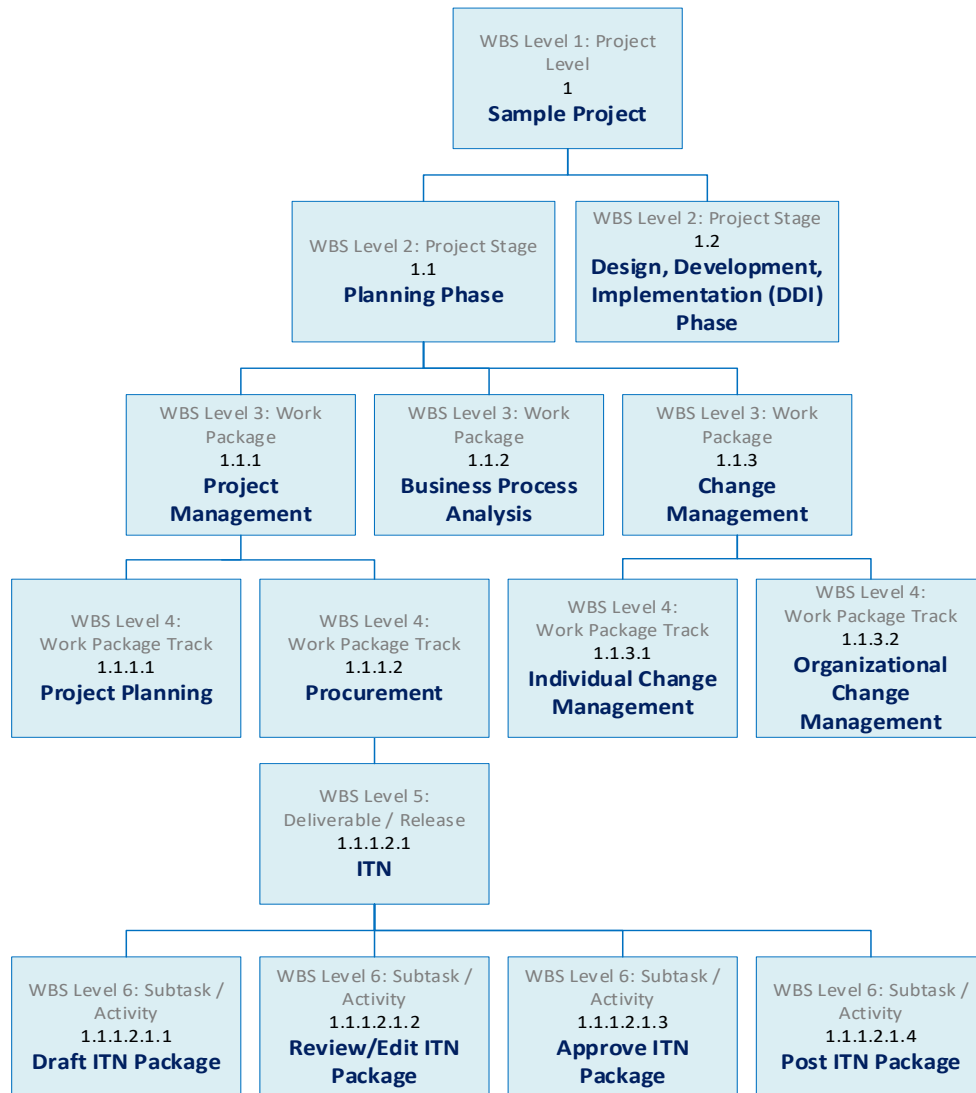 WBS Level 1: Project
Level
1
Sample Project
WBS Level 2: Project Stage
1.1
Planning Phase
WBS Level 2: Project Stage
1.2
Design, Development,
Implementation (DDI)
Phase
WBS Level 3: Work
Package
1.1.1
Project
Management
WBS Level 3: Work
Package
1.1.2
Business Process
Analysis
WBS Level 3: Work
Package
1.1.3
Change
Management
WBS Level 4:
Work Package Track
1.1.1.1
Project Planning
WBS Level 4:
Work Package Track
1.1.1.2
Procurement
WBS Level 4:
Work Package Track
1.1.3.1
Individual Change
Management
WBS Level 4:
Work Package Track
1.1.3.2
Organizational
Change
Management
WBS Level 5:
Deliverable / Release
1.1.1.2.1
ITN
WBS Level 6: Subtask /
Activity
1.1.1.2.1.1
Draft ITN Package
WBS Level 6: Subtask /
Activity
1.1.1.2.1.2
Review/Edit ITN
Package
WBS Level 6: Subtask /
Activity
1.1.1.2.1.3
Approve ITN
Package
WBS Level 6: Subtask /
Activity
1.1.1.2.1.4
Post ITN Package